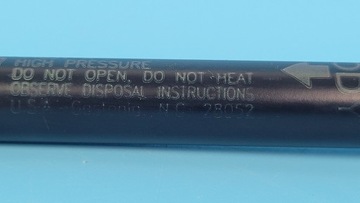 HIGH PRESSURE
DO NOT OPEN, DO NOT HEAT
OBSERVE DISPOSAL INSTRUCTIONS
U.S.A. Gastonia, N.C. 28052